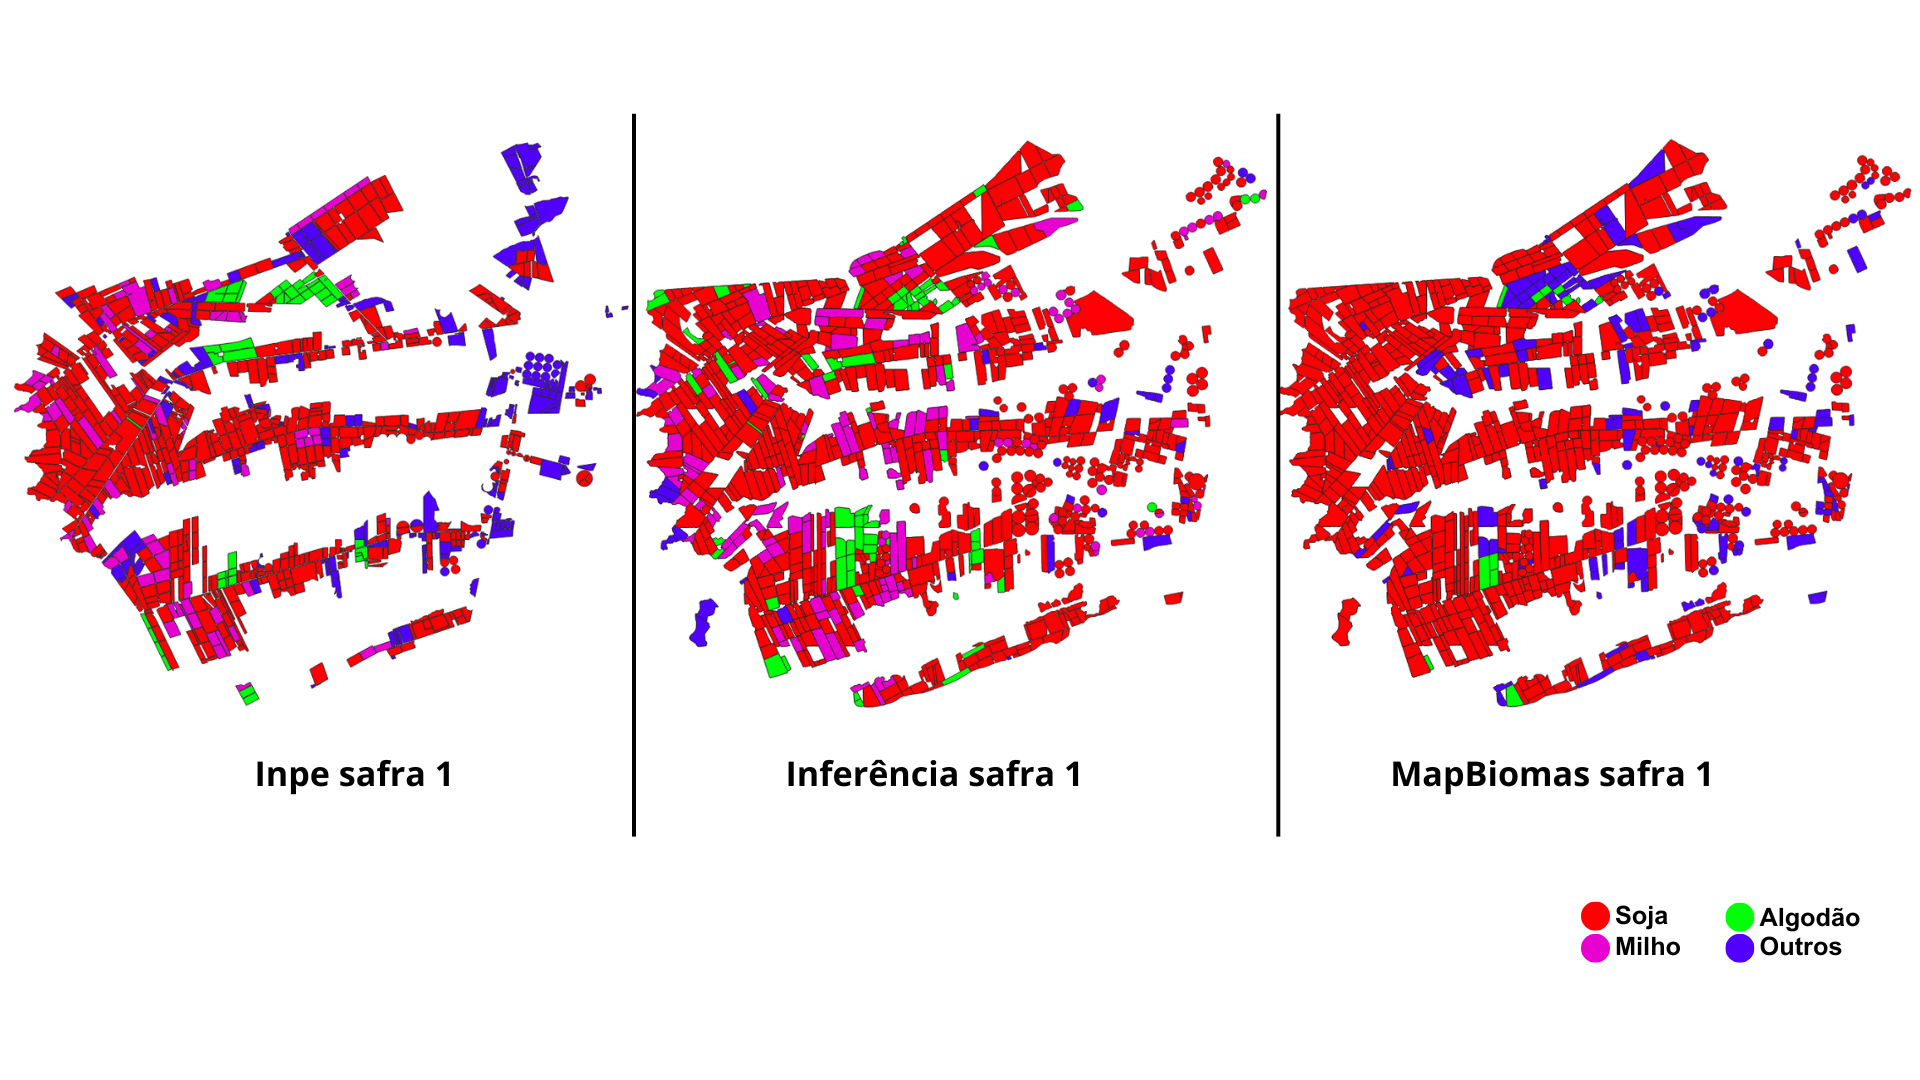 Inpe safra 1
Inferência safra 1
MapBiomas safra 1
Soja
Algodão
Milho
Outros